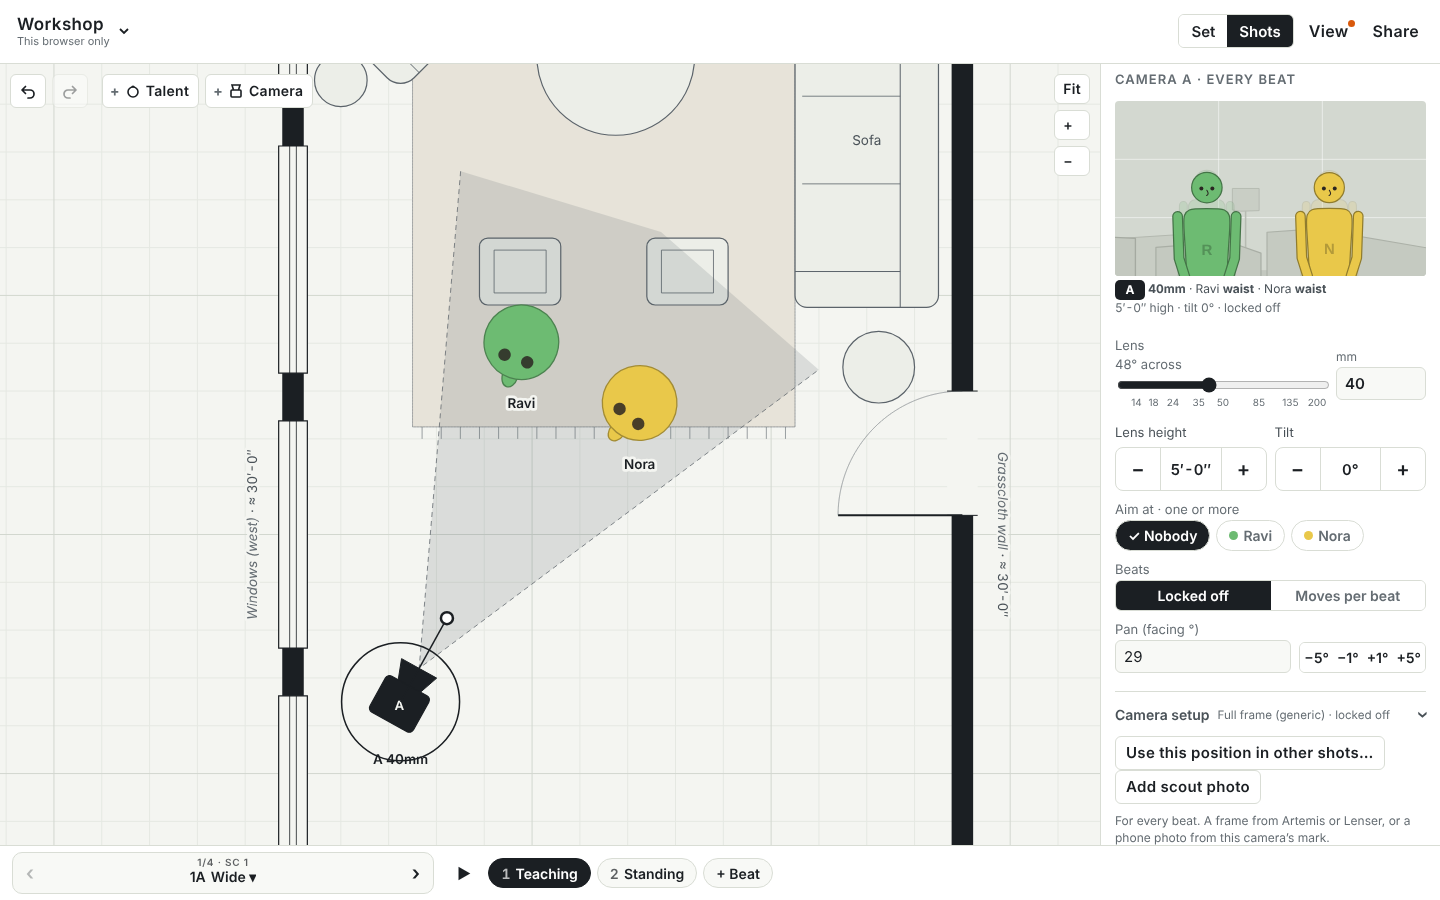 Workshop
This browser only
Set
Shots
View
Share
+ Talent
+ Camera
Fit
+
−
Sofa
Ravi
Nora
Windows (west) · ≈ 30'-0"
Grasscloth wall · ≈ 30'-0"
A
A 40mm
CAMERA A · EVERY BEAT
R
N
A 40mm · Ravi waist · Nora waist
5'-0" high · tilt 0° · locked off
Lens
48° across
mm
40
14 18 24 35 50 85 135 200
Lens height
Tilt
− 5'-0" +
− 0° +
Aim at · one or more
✓ Nobody
Ravi
Nora
Beats
Locked off
Moves per beat
Pan (facing °)
29
−5° −1° +1° +5°
Camera setup Full frame (generic) · locked off
Use this position in other shots...
Add scout photo
For every beat. A frame from Artemis or Lenser, or a
phone photo from this camera's mark.
1/4 · SC 1
‹ 1A Wide ▾ ›
1 Teaching
2 Standing
+ Beat